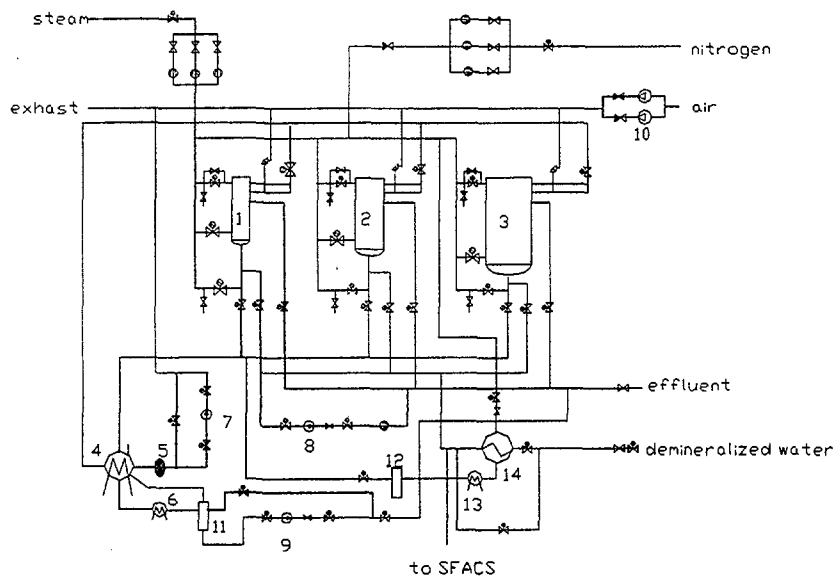 steam
nitrogen
exhast
air
10
1
2
3
effluent
7
8
4
5
12
demineralized water
14
6
13
11
9
to SFACS